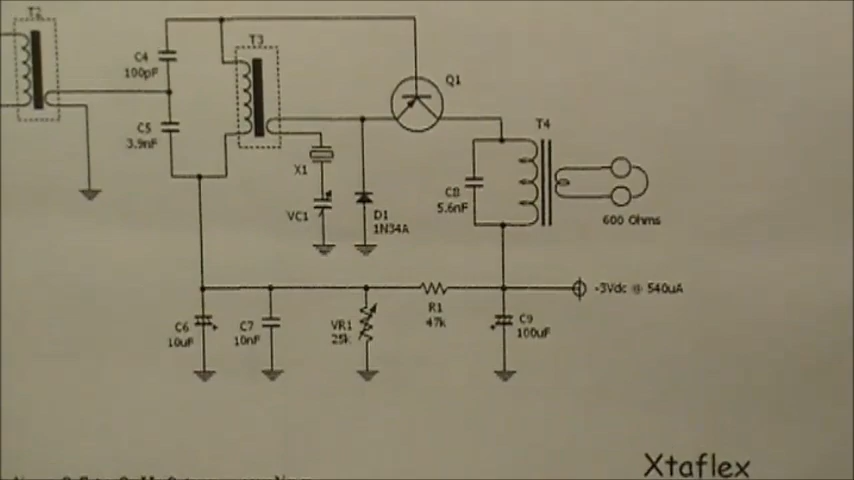 T2
C4
100pF
C5
3.9nF
T3
Q1
X1
VC1
D1
1N34A
C8
5.6nF
T4
600 Ohms
-3Vdc @ 540uA
C6
10uF
C7
10nF
VR1
25k
R1
47k
C9
100uF
Xtaflex